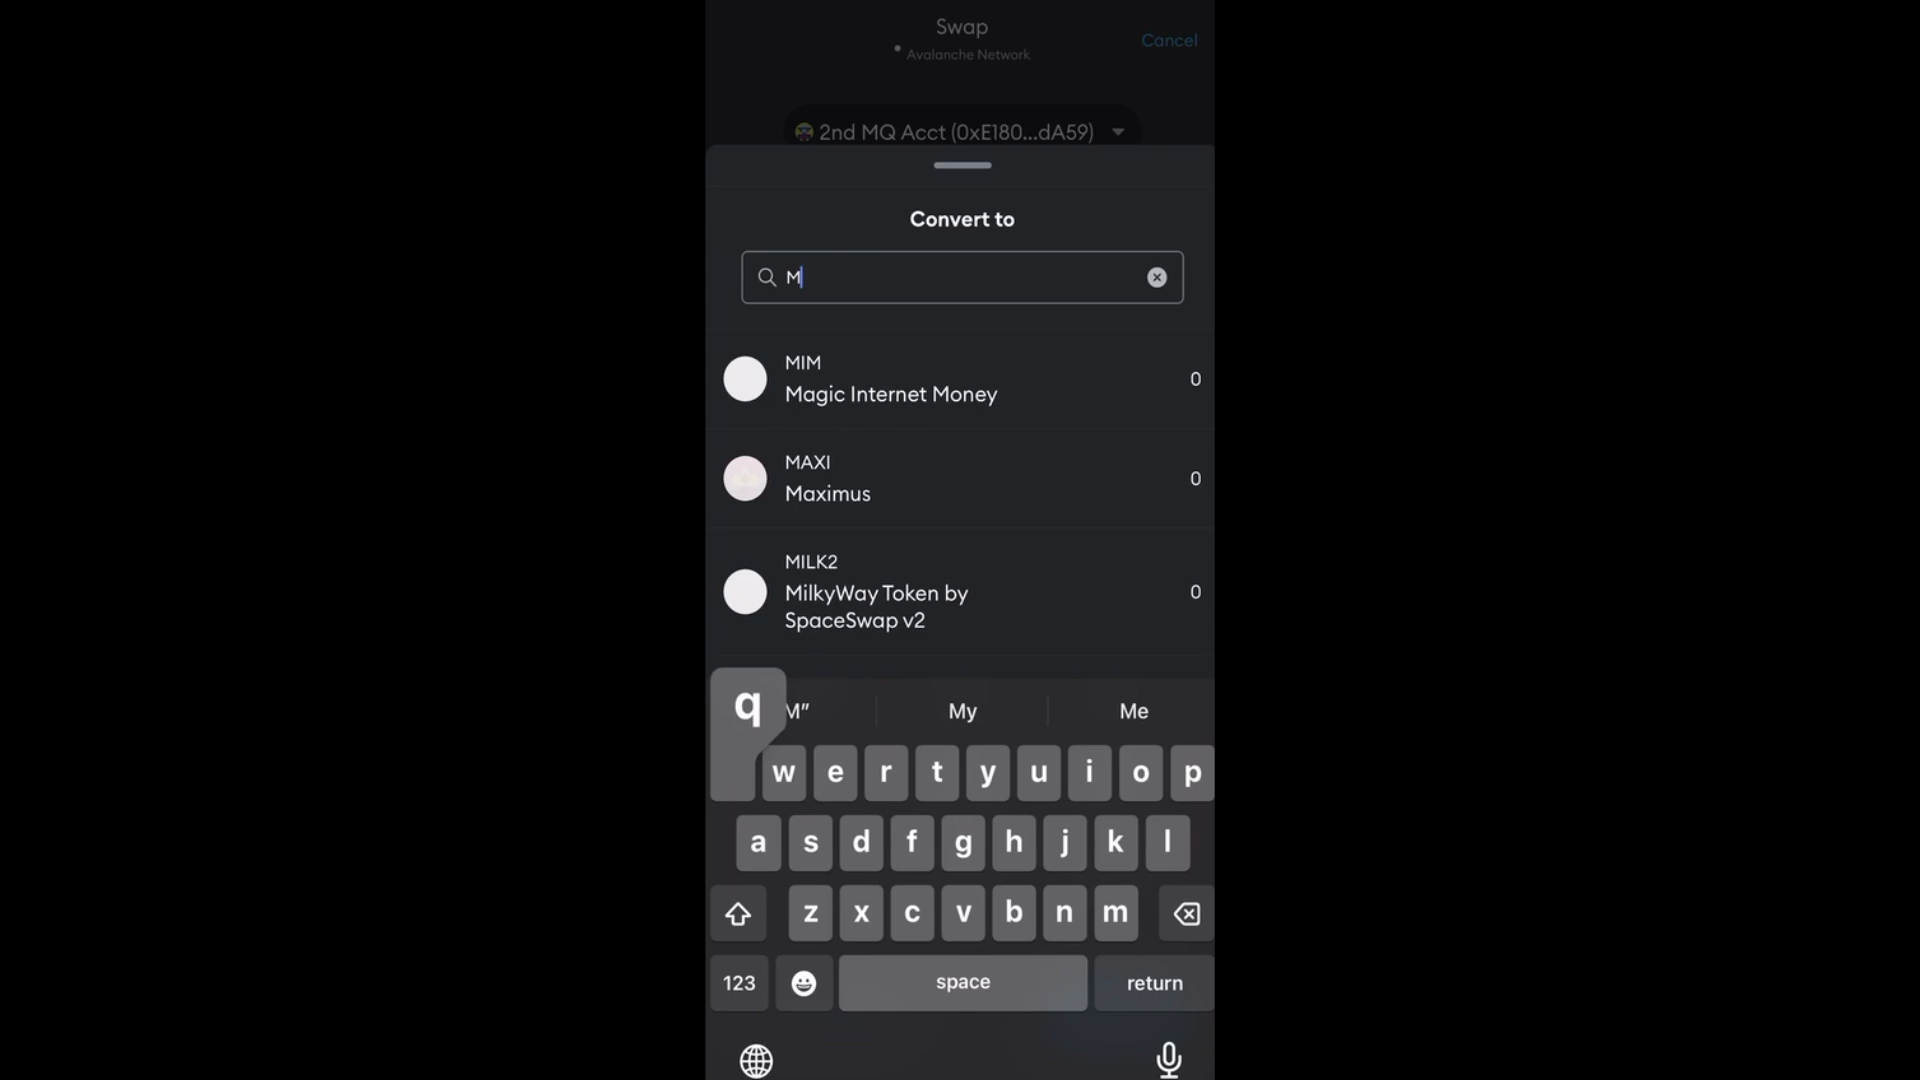 Swap
Avalanche Network
Cancel
2nd MQ Acct (0xE180...dA59)
Convert to
M
MIM
Magic Internet Money
0
MAXI
Maximus
0
MILK2
MilkyWay Token by
SpaceSwap v2
0
q
M”
My
Me
w e r t y u i o p
a s d f g h j k l
z x c v b n m
123
space
return